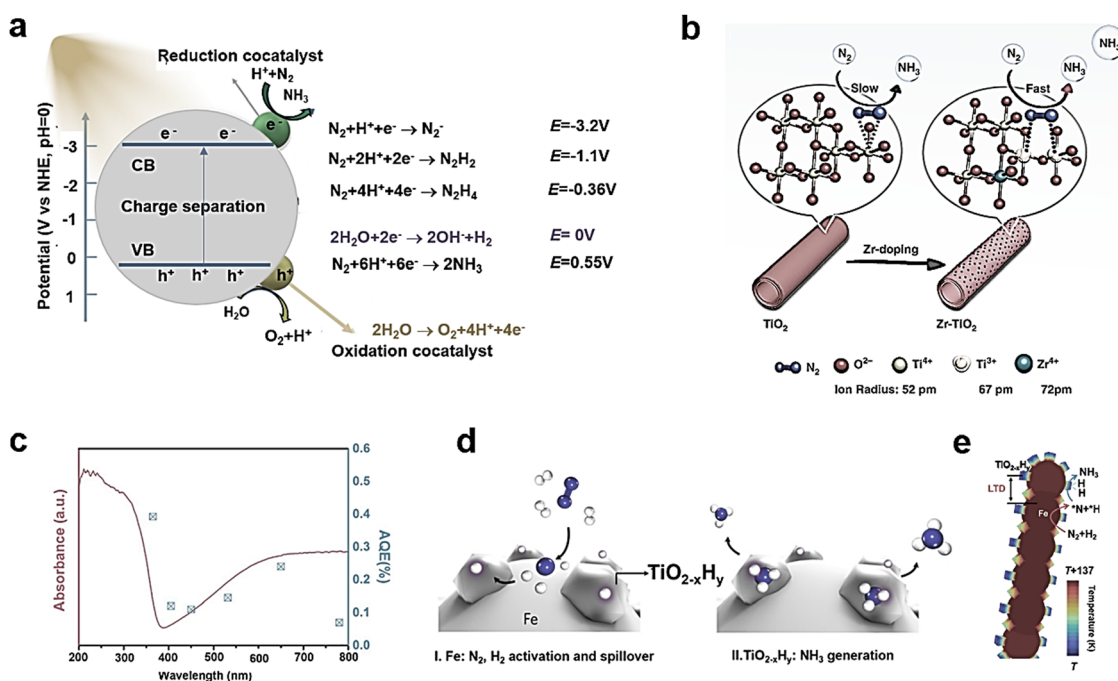 a
Reduction cocatalyst
H⁺+N₂
NH₃
e⁻
e⁻ e⁻
CB
Charge separation
VB
h⁺ h⁺ h⁺
h⁺
H₂O
O₂+H⁺
Potential (V vs NHE, pH=0)
-3
-2
-1
0
1
N₂+H⁺+e⁻ → N₂⁻ E=-3.2V
N₂+2H⁺+2e⁻ → N₂H₂ E=-1.1V
N₂+4H⁺+4e⁻ → N₂H₄ E=-0.36V
2H₂O+2e⁻ → 2OH⁻+H₂ E= 0V
N₂+6H⁺+6e⁻ → 2NH₃ E=0.55V
2H₂O → O₂+4H⁺+4e⁻
Oxidation cocatalyst
b
N₂ NH₃
Slow
N₂ NH₃
Fast
NH₃
Zr-doping
TiO₂ Zr-TiO₂
N₂ O²⁻ Ti⁴⁺ Ti³⁺ Zr⁴⁺
Ion Radius: 52 pm 67 pm 72pm
c
Absorbance (a.u.)
AQE(%)
0.6
0.5
0.4
0.3
0.2
0.1
0.0
200 300 400 500 600 700 800
Wavelength (nm)
d
TiO₂₋ₓHᵧ
Fe
I. Fe: N₂, H₂ activation and spillover
II.TiO₂₋ₓHᵧ: NH₃ generation
e
TiO₂₋ₓHᵧ
LTD
NH₃
H
H
*N+*H
Fe
N₂+H₂
T+137
Temperature (K)
T